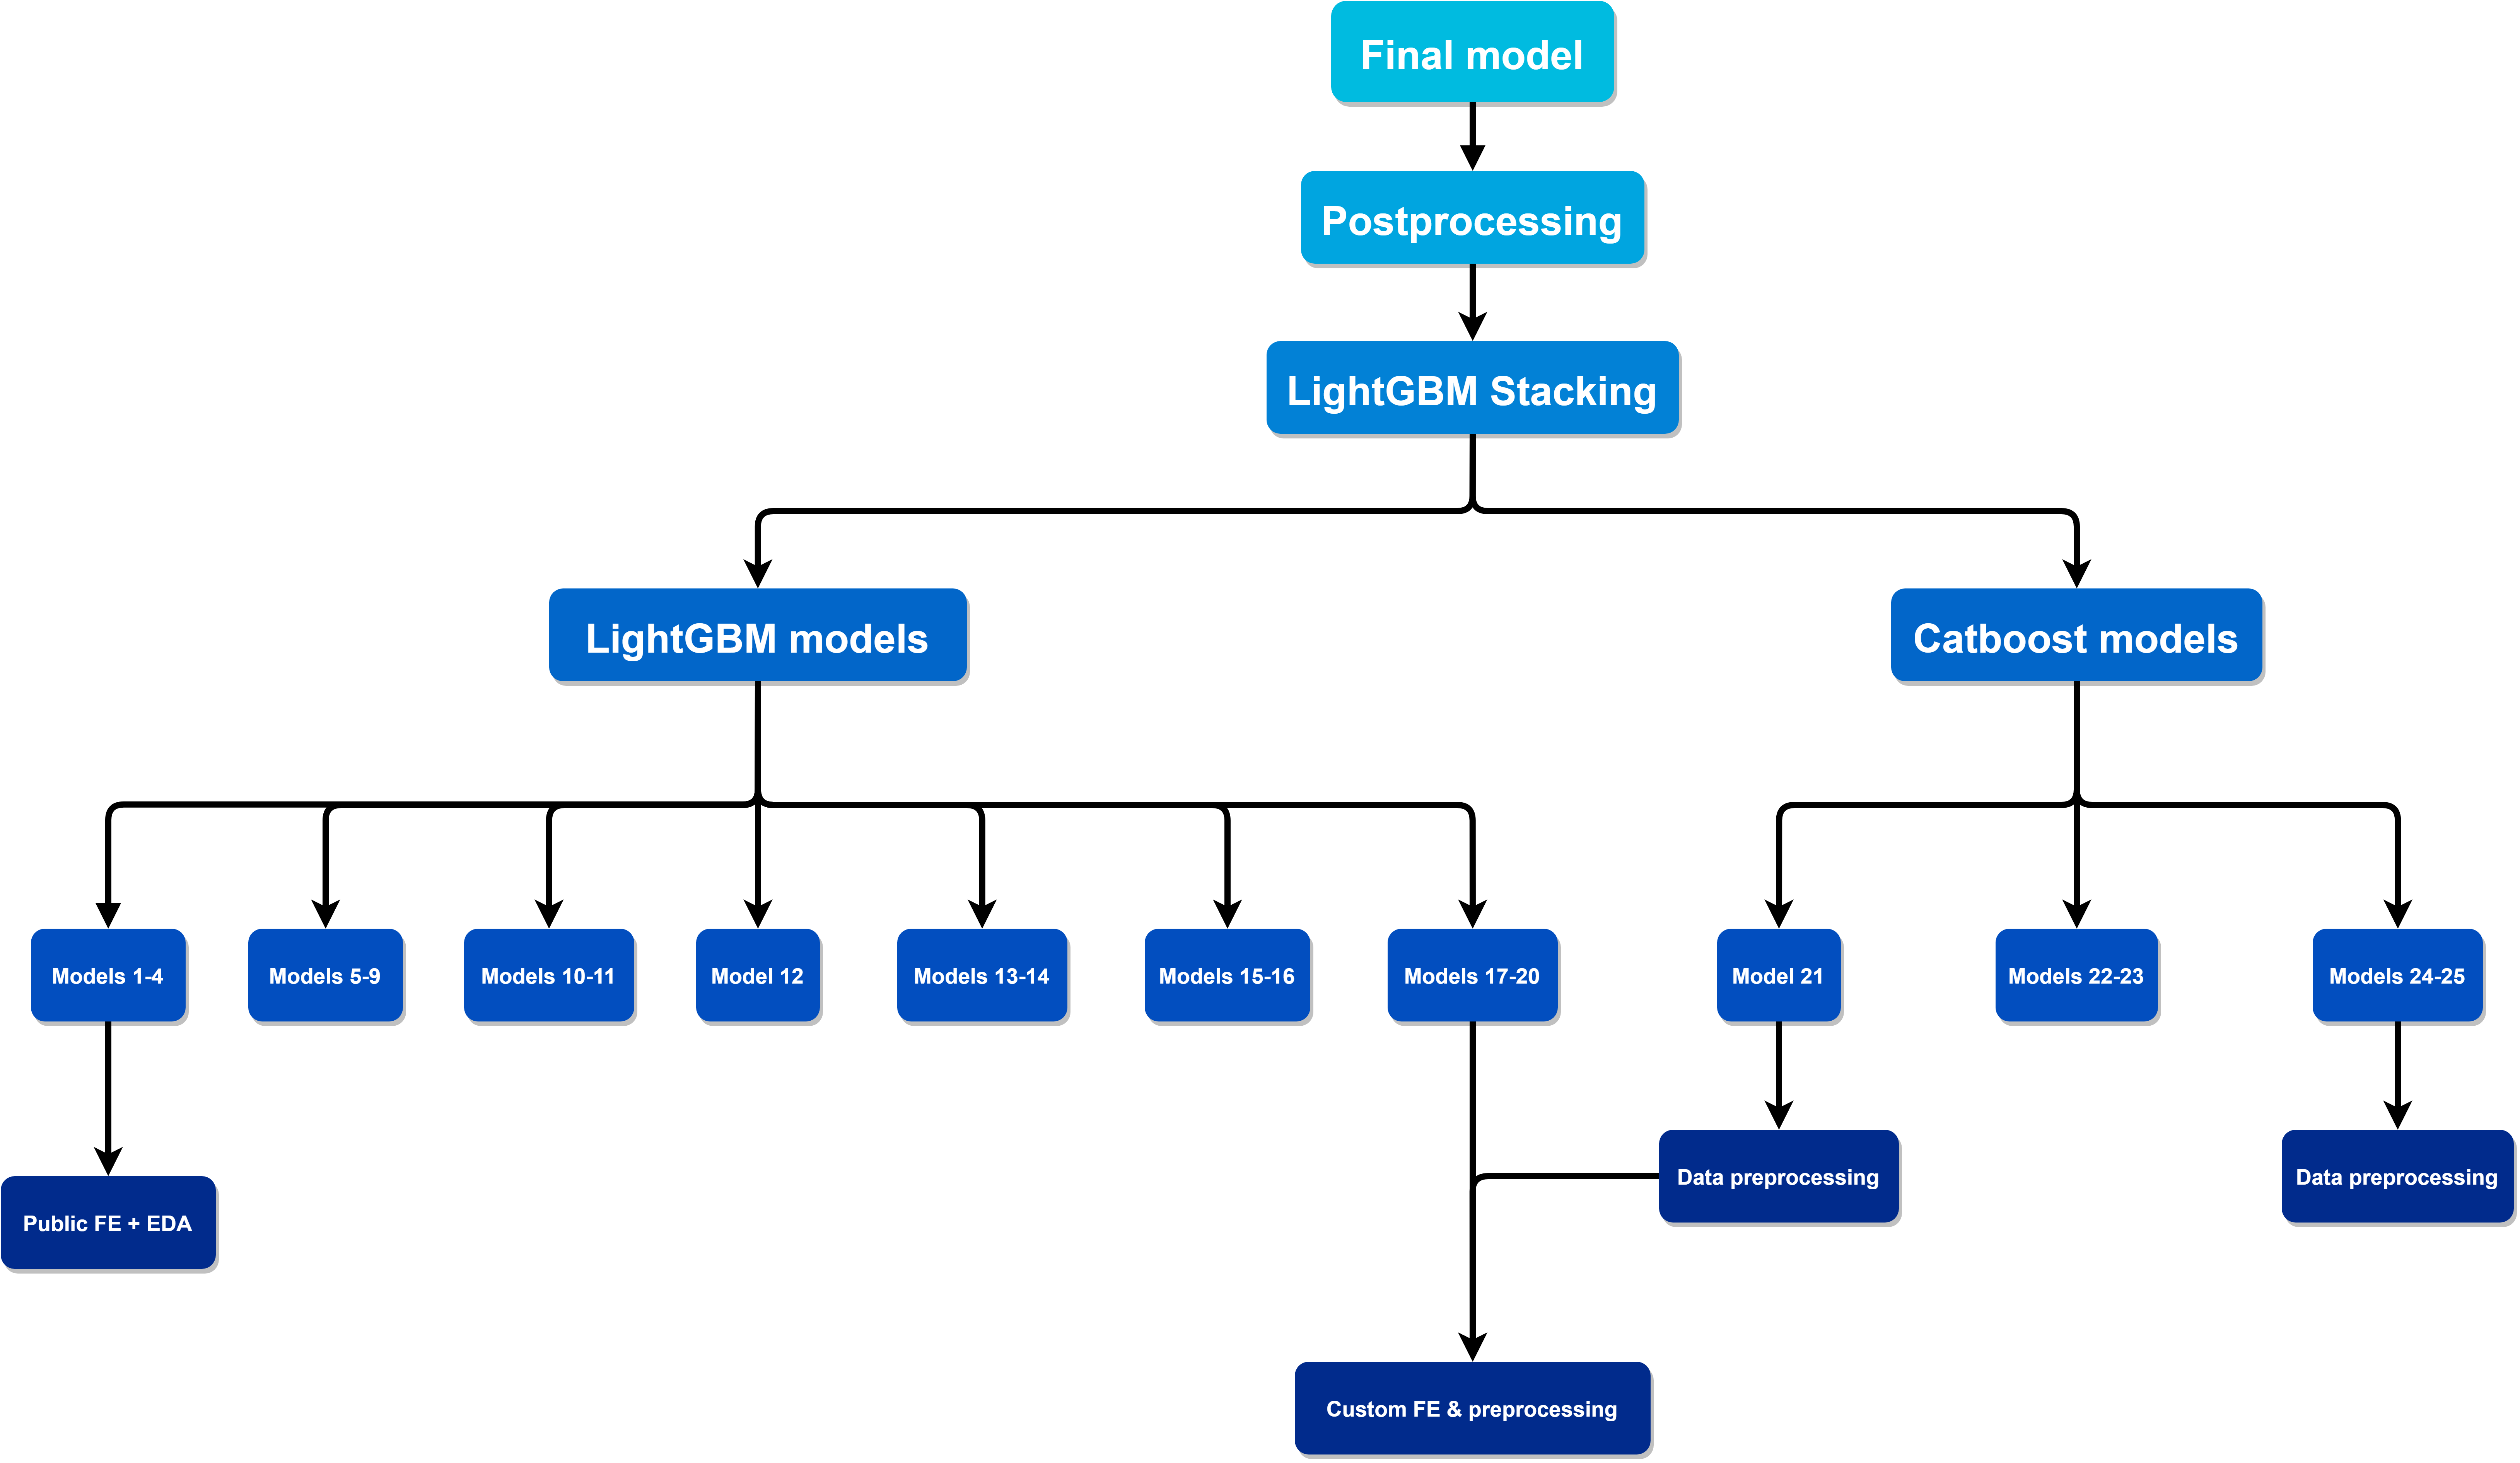 Final model
Postprocessing
LightGBM Stacking
LightGBM models
Catboost models
Models 1-4
Models 5-9
Models 10-11
Model 12
Models 13-14
Models 15-16
Models 17-20
Model 21
Models 22-23
Models 24-25
Data preprocessing
Data preprocessing
Public FE + EDA
Custom FE & preprocessing